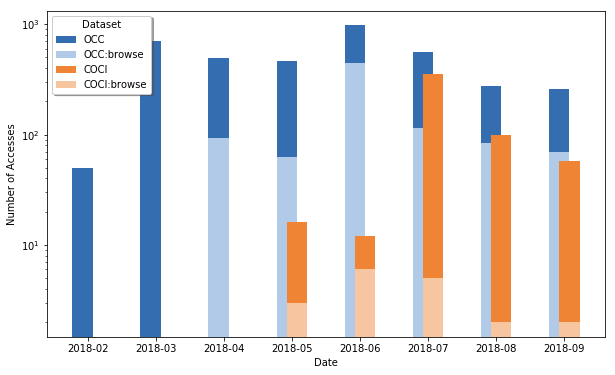 Dataset
OCC
OCC:browse
COCI
COCI:browse
Number of Accesses
10³
10²
10¹
2018-02 2018-03 2018-04 2018-05 2018-06 2018-07 2018-08 2018-09
Date